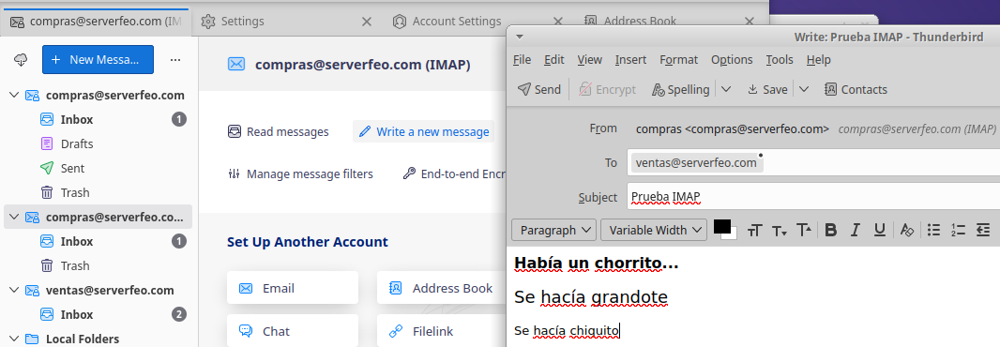 compras@serverfeo.com (IM
Settings
Account Settings
Address Book
New Messa...
compras@serverfeo.com
Inbox 1
Drafts
Sent
Trash
compras@serverfeo.co...
Inbox 1
Trash
ventas@serverfeo.com
Inbox 2
Local Folders
compras@serverfeo.com (IMAP)
Read messages
Write a new message
Manage message filters
End-to-end Encr
Set Up Another Account
Email
Address Book
Chat
Filelink
Write: Prueba IMAP - Thunderbird
File Edit View Insert Format Options Tools Help
Send Encrypt Spelling Save Contacts
From compras <compras@serverfeo.com> compras@serverfeo.com (IMAP)
To ventas@serverfeo.com
Subject Prueba IMAP
Paragraph Variable Width B I U
Había un chorrito...
Se hacía grandote
Se hacía chiquito